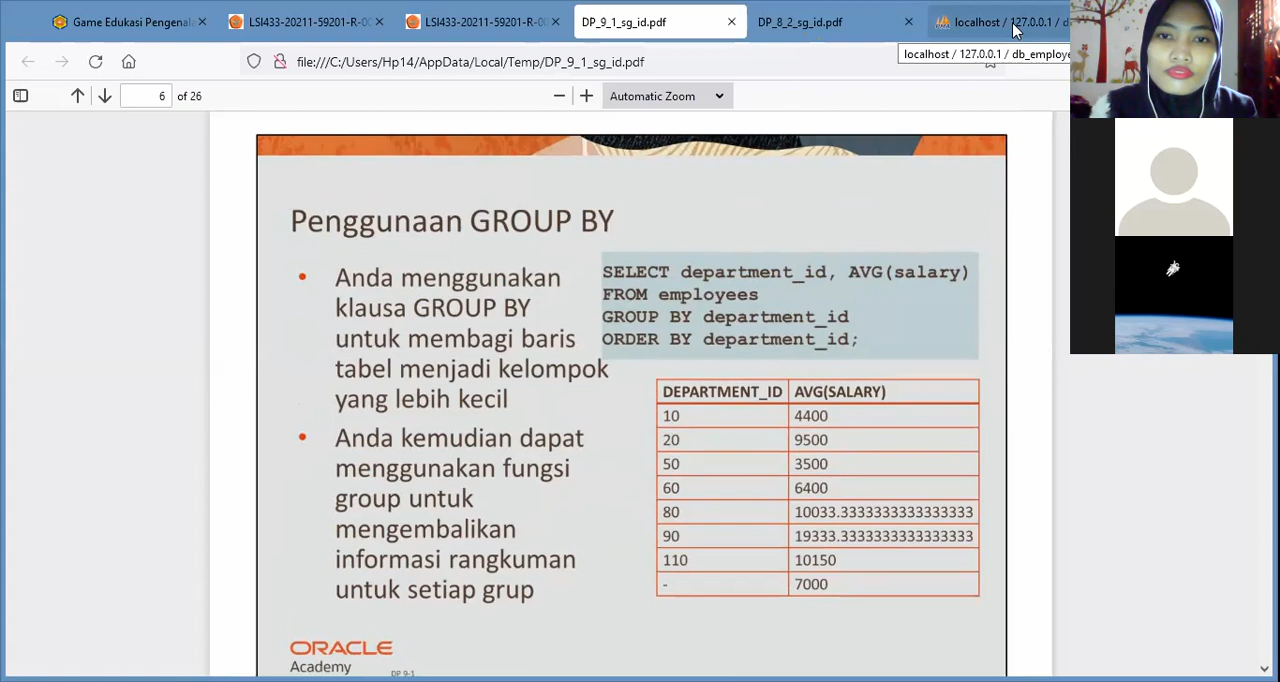 Game Edukasi Pengenal
LSI433-20211-59201-R-00
LSI433-20211-59201-R-00
DP_9_1_sg_id.pdf
DP_8_2_sg_id.pdf
localhost / 127.0.0.1 / d
localhost / 127.0.0.1 / db_employe
file:///C:/Users/Hp14/AppData/Local/Temp/DP_9_1_sg_id.pdf
6 of 26
Automatic Zoom
Penggunaan GROUP BY
• Anda menggunakan
klausa GROUP BY
untuk membagi baris
tabel menjadi kelompok
yang lebih kecil
• Anda kemudian dapat
menggunakan fungsi
group untuk
mengembalikan
informasi rangkuman
untuk setiap grup
SELECT department_id, AVG(salary)
FROM employees
GROUP BY department_id
ORDER BY department_id;
DEPARTMENT_ID AVG(SALARY)
10 4400
20 9500
50 3500
60 6400
80 10033.3333333333333333
90 19333.3333333333333333
110 10150
- 7000
ORACLE
Academy
DP 9-1